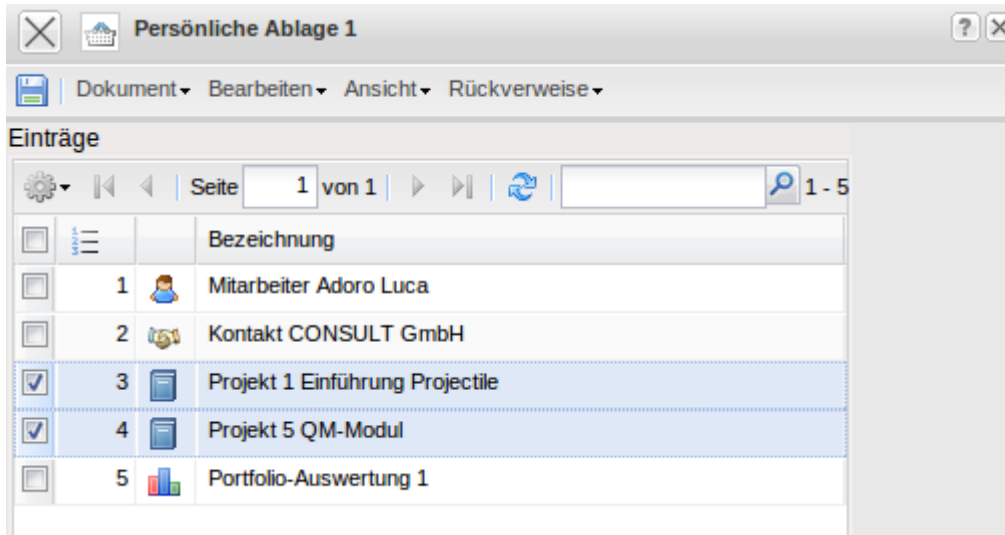 Persönliche Ablage 1
?
Dokument Bearbeiten Ansicht Rückverweise
Einträge
Seite 1 von 1 1 - 5
Bezeichnung
1 Mitarbeiter Adoro Luca
2 Kontakt CONSULT GmbH
3 Projekt 1 Einführung Projectile
4 Projekt 5 QM-Modul
5 Portfolio-Auswertung 1